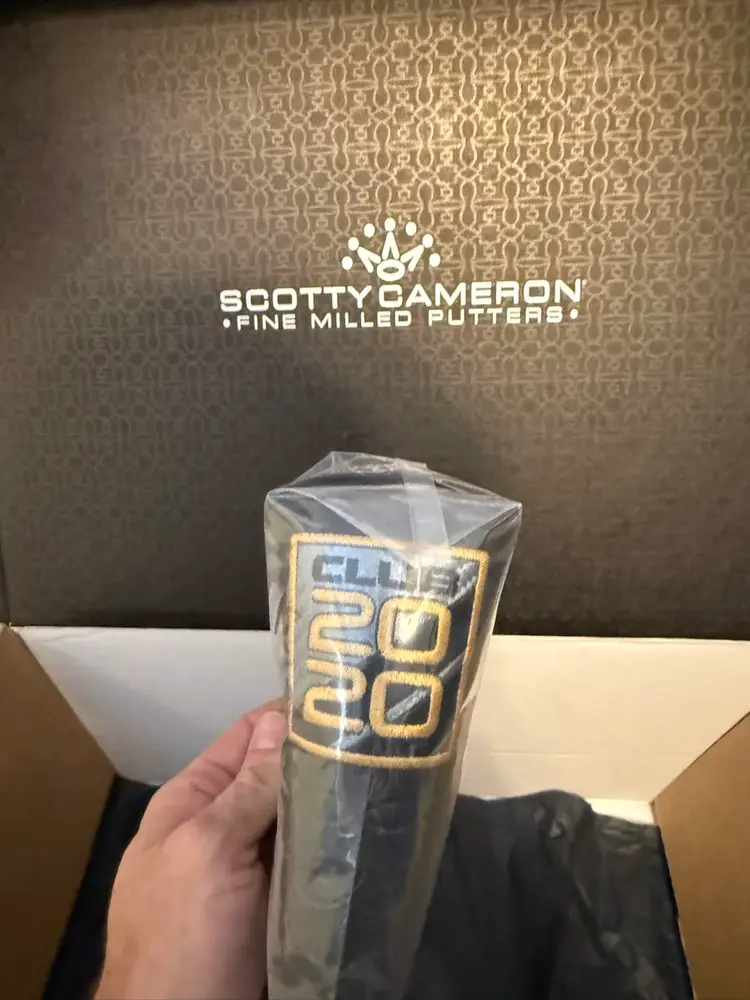 SCOTTY CAMERON
• FINE MILLED PUTTERS •
CLUB
20
20